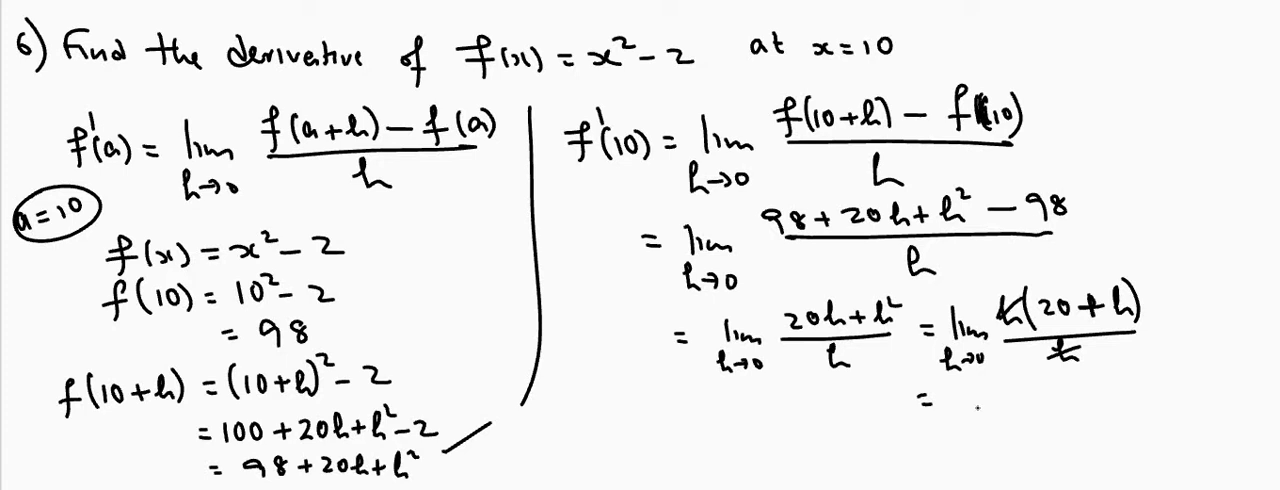 6) Find the derivative of f(x) = x² - 2 at x = 10
f'(a) = lim h→0 (f(a+h) - f(a))/h
a = 10
f(x) = x² - 2
f(10) = 10² - 2
= 98
f(10+h) = (10+h)² - 2
= 100 + 20h + h² - 2
= 98 + 20h + h²
f'(10) = lim h→0 (f(10+h) - f(10))/h
= lim h→0 (98 + 20h + h² - 98)/h
= lim h→0 (20h + h²)/h = lim h→0 h(20+h)/h
=